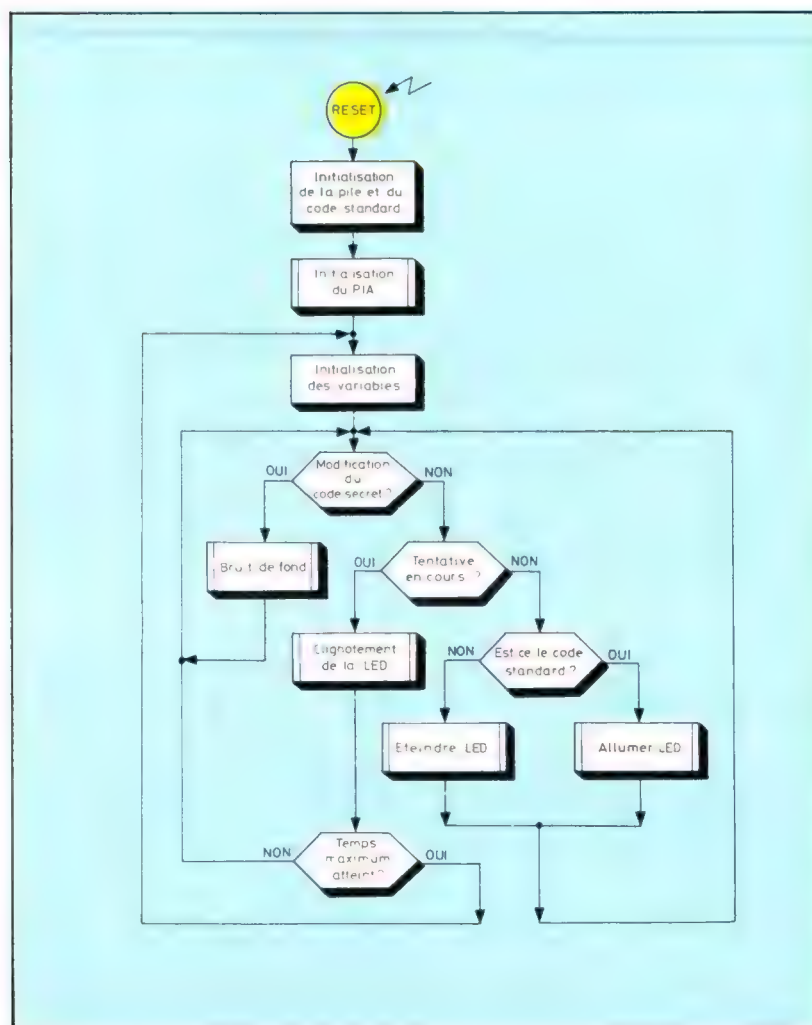 RESET
Initialisation
de la pile et du
code standard
Initialisation
du PIA
Initialisation
des variables
OUI
Modification
du
code secret ?
NON
Bruit de fond
OUI
Tentative
en cours ?
NON
Clignotement
de la LED
NON
Est ce le code
standard ?
OUI
Eteindre LED
Allumer LED
NON
Temps
maximum
atteint ?
OUI